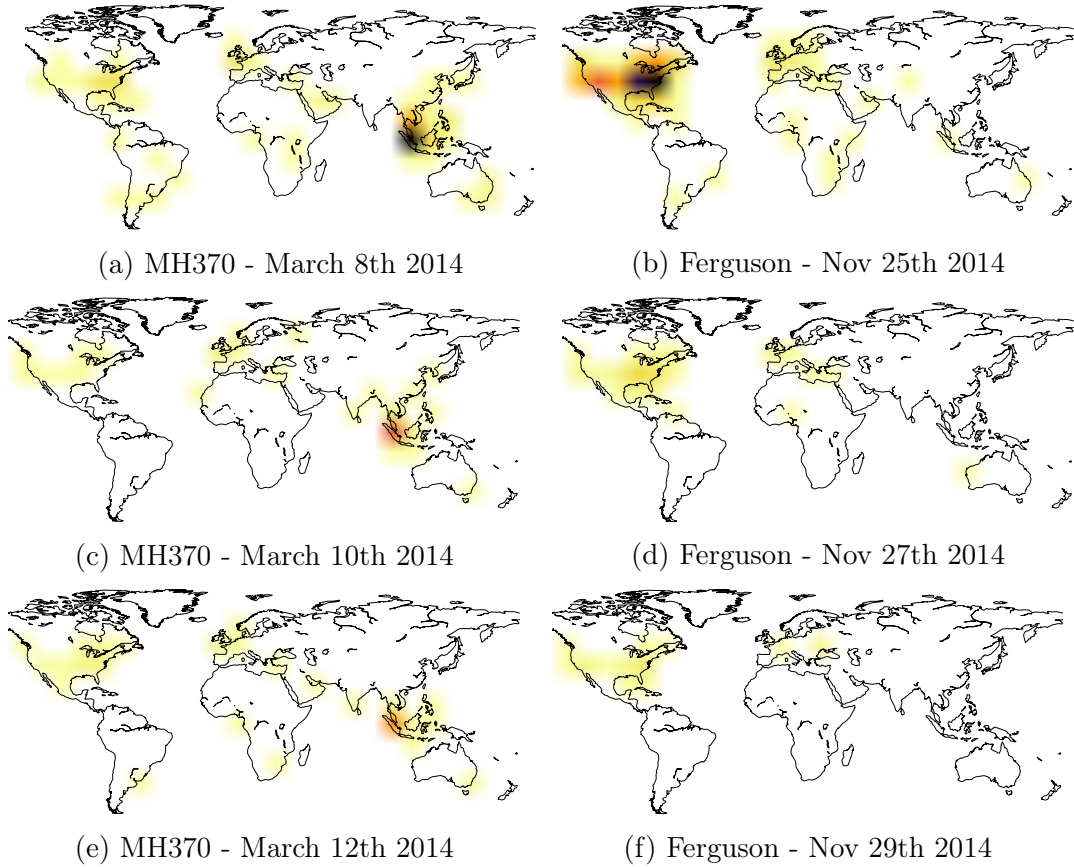 (a) MH370 - March 8th 2014
(b) Ferguson - Nov 25th 2014
(c) MH370 - March 10th 2014
(d) Ferguson - Nov 27th 2014
(e) MH370 - March 12th 2014
(f) Ferguson - Nov 29th 2014